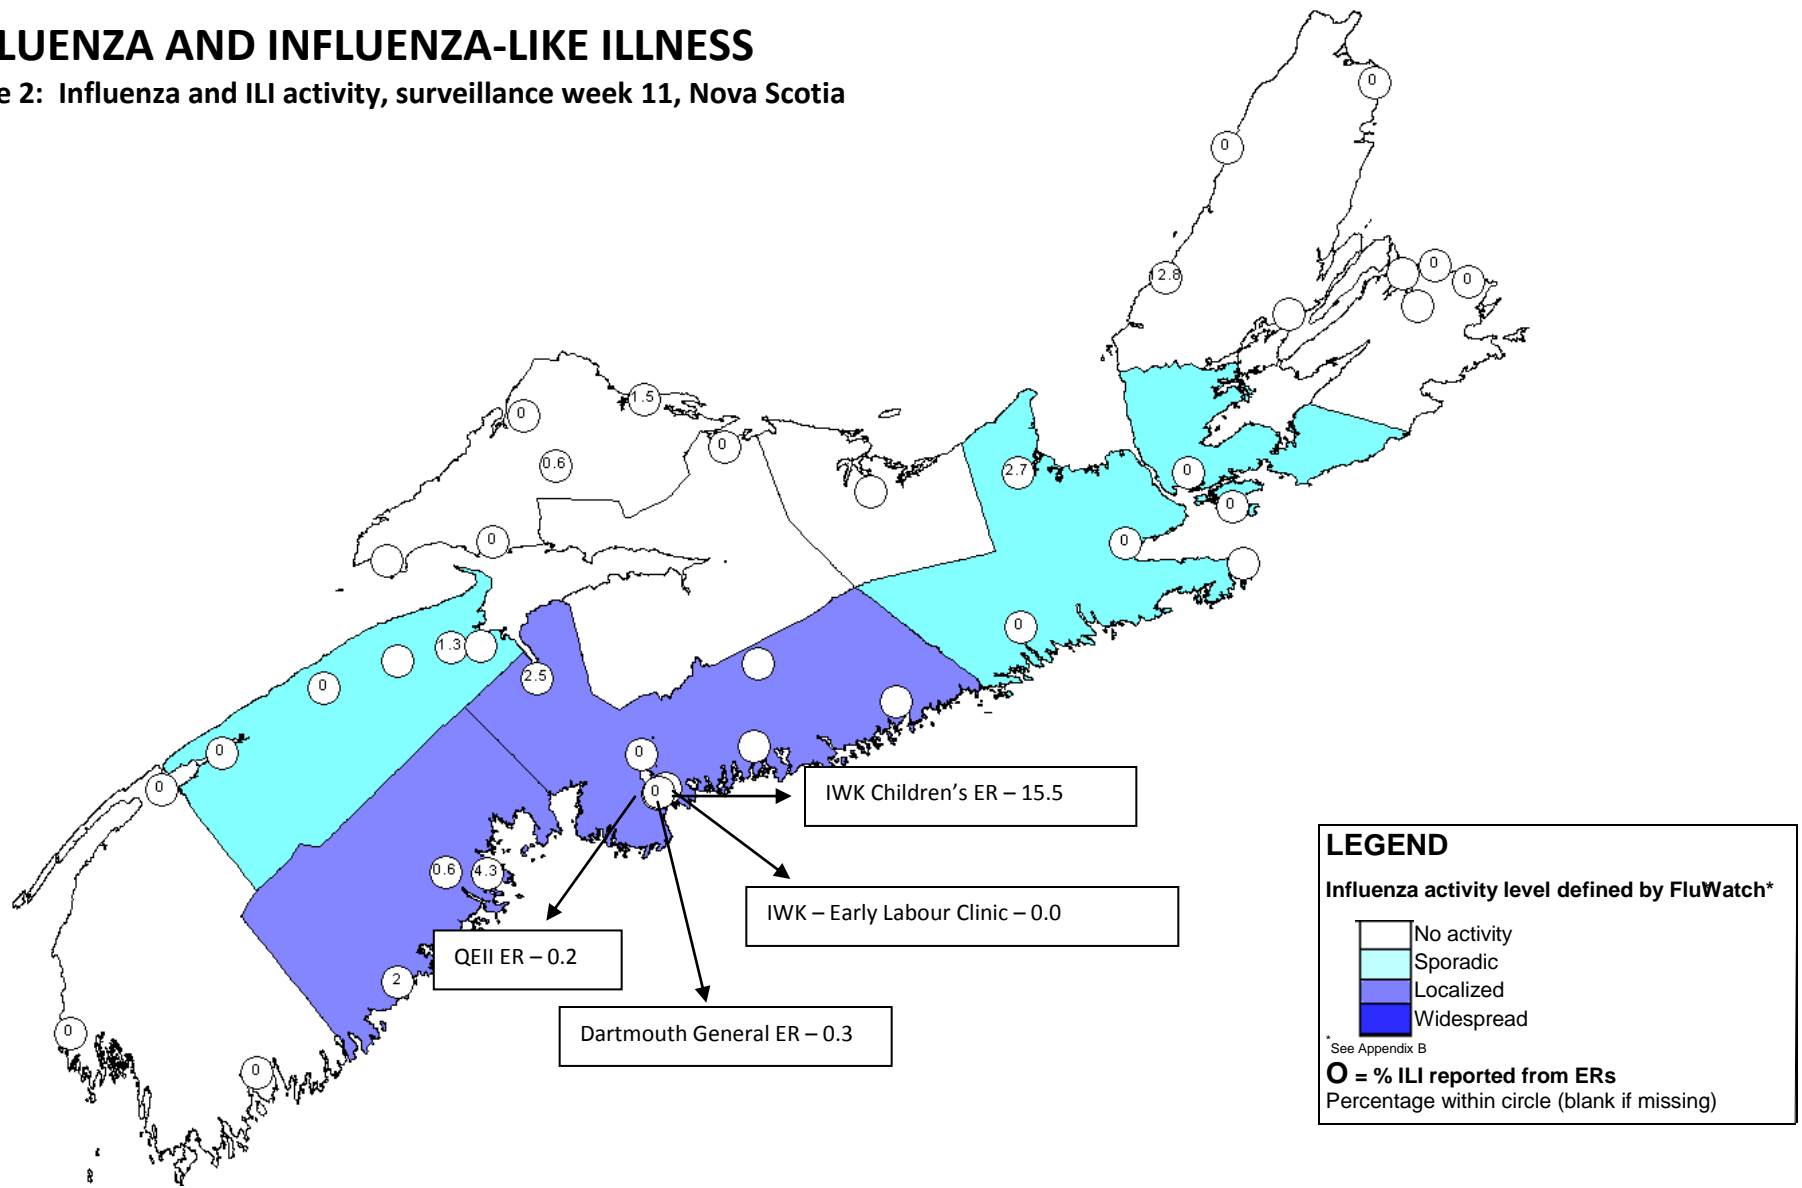 LUENZA AND INFLUENZA-LIKE ILLNESS
e 2: Influenza and ILI activity, surveillance week 11, Nova Scotia
0
0
12.8
0
0
0
1.5
0
0.6
2.7
0
0
0
0
0
1.3
0
2.5
0
0
0
0
IWK Children's ER – 15.5
0.6
4.3
IWK – Early Labour Clinic – 0.0
QEII ER – 0.2
2
Dartmouth General ER – 0.3
0
0
LEGEND
Influenza activity level defined by FluWatch*
No activity
Sporadic
Localized
Widespread
*See Appendix B
O = % ILI reported from ERs
Percentage within circle (blank if missing)